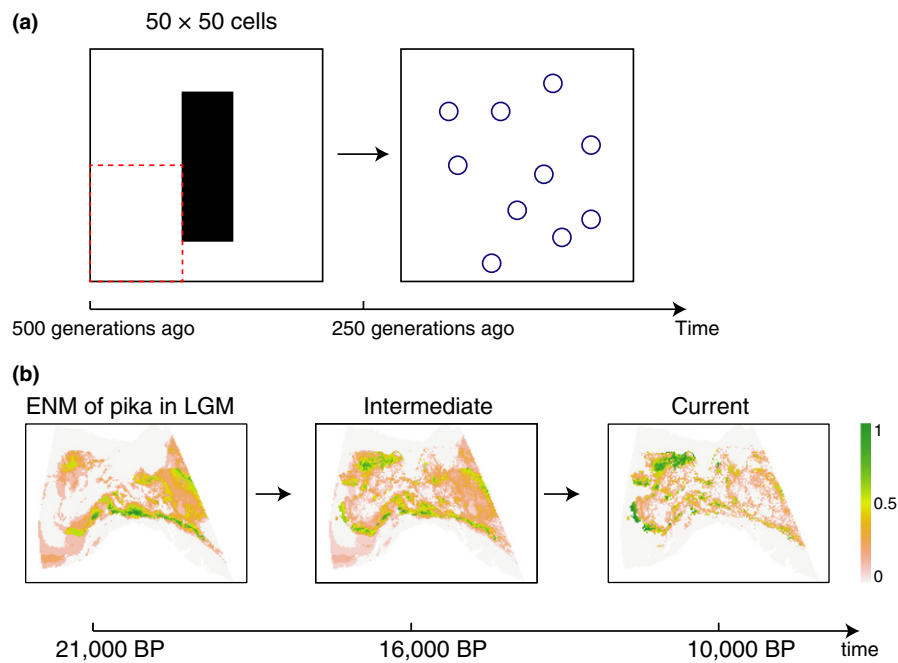 (a)
50 × 50 cells
500 generations ago
250 generations ago
Time
(b)
ENM of pika in LGM
Intermediate
Current
1
0.5
0
21,000 BP
16,000 BP
10,000 BP
time